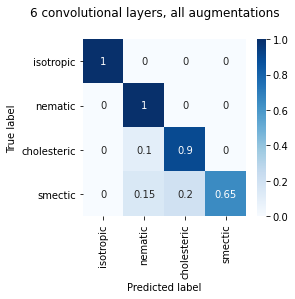 6 convolutional layers, all augmentations
True label
isotropic 1 0 0 0
nematic 0 1 0 0
cholesteric 0 0.1 0.9 0
smectic 0 0.15 0.2 0.65
isotropic nematic cholesteric smectic
Predicted label
1.0
0.8
0.6
0.4
0.2
0.0